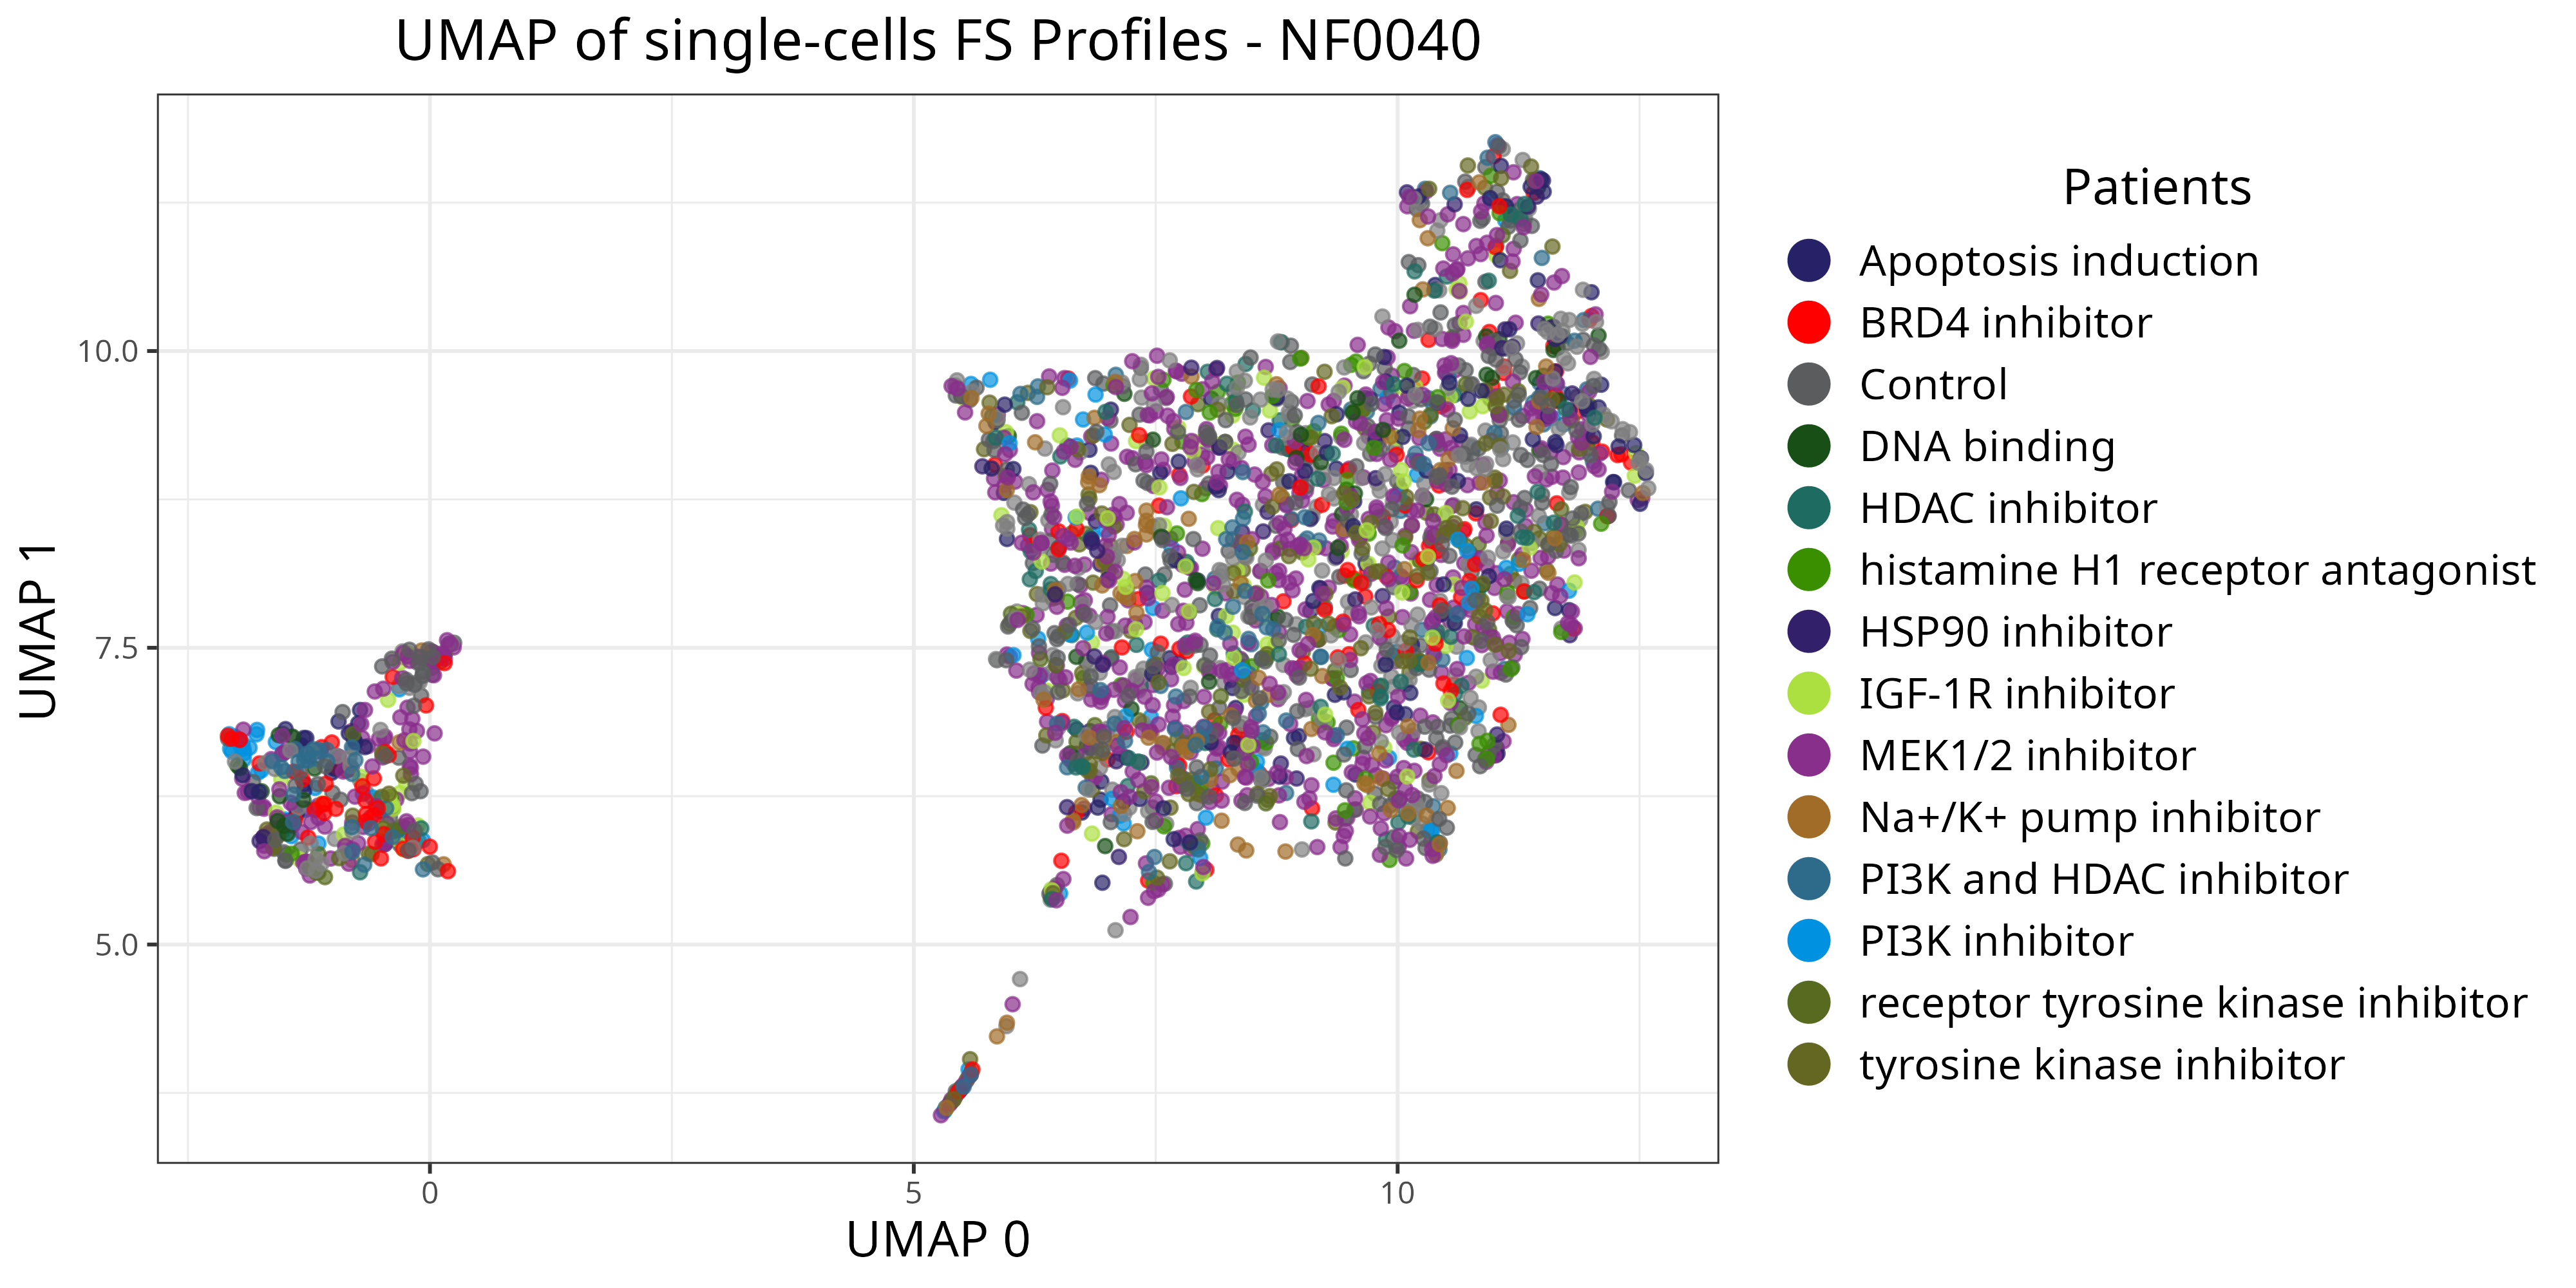 UMAP of single-cells FS Profiles - NF0040
UMAP 1
10.0
7.5
5.0
0
5
10
UMAP 0
Patients
Apoptosis induction
BRD4 inhibitor
Control
DNA binding
HDAC inhibitor
histamine H1 receptor antagonist
HSP90 inhibitor
IGF-1R inhibitor
MEK1/2 inhibitor
Na+/K+ pump inhibitor
PI3K and HDAC inhibitor
PI3K inhibitor
receptor tyrosine kinase inhibitor
tyrosine kinase inhibitor